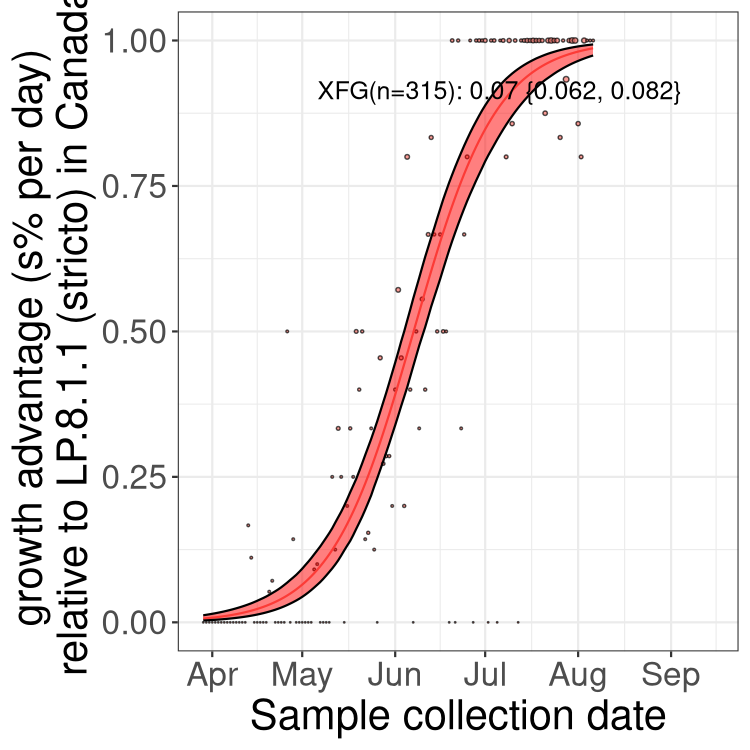 growth advantage (s% per day)
relative to LP.8.1.1 (stricto) in Canada
1.00
0.75
0.50
0.25
0.00
XFG(n=315): 0.07 {0.062, 0.082}
Apr May Jun Jul Aug Sep
Sample collection date